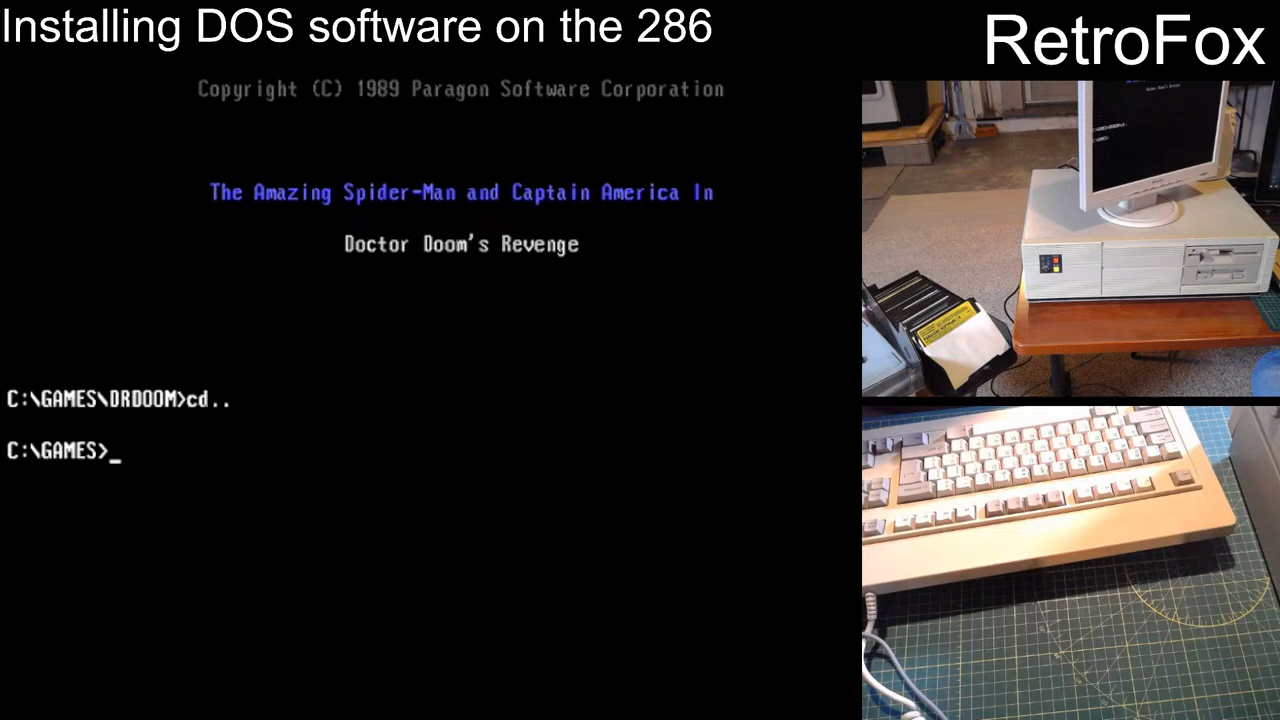 Installing DOS software on the 286
RetroFox
Copyright (C) 1989 Paragon Software Corporation
The Amazing Spider-Man and Captain America In
Doctor Doom's Revenge
C:\GAMES\DRDOOM>cd..
C:\GAMES>_